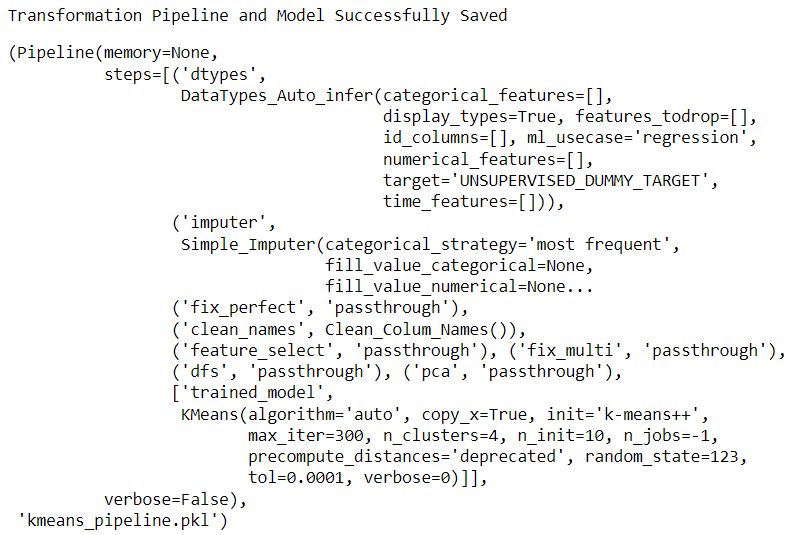 Transformation Pipeline and Model Successfully Saved
(Pipeline(memory=None,
steps=[('dtypes',
DataTypes_Auto_infer(categorical_features=[],
display_types=True, features_todrop=[],
id_columns=[], ml_usecase='regression',
numerical_features=[],
target='UNSUPERVISED_DUMMY_TARGET',
time_features=[])),
('imputer',
Simple_Imputer(categorical_strategy='most frequent',
fill_value_categorical=None,
fill_value_numerical=None...
('fix_perfect', 'passthrough'),
('clean_names', Clean_Colum_Names()),
('feature_select', 'passthrough'), ('fix_multi', 'passthrough'),
('dfs', 'passthrough'), ('pca', 'passthrough'),
['trained_model',
KMeans(algorithm='auto', copy_x=True, init='k-means++',
max_iter=300, n_clusters=4, n_init=10, n_jobs=-1,
precompute_distances='deprecated', random_state=123,
tol=0.0001, verbose=0)]],
verbose=False),
'kmeans_pipeline.pkl')